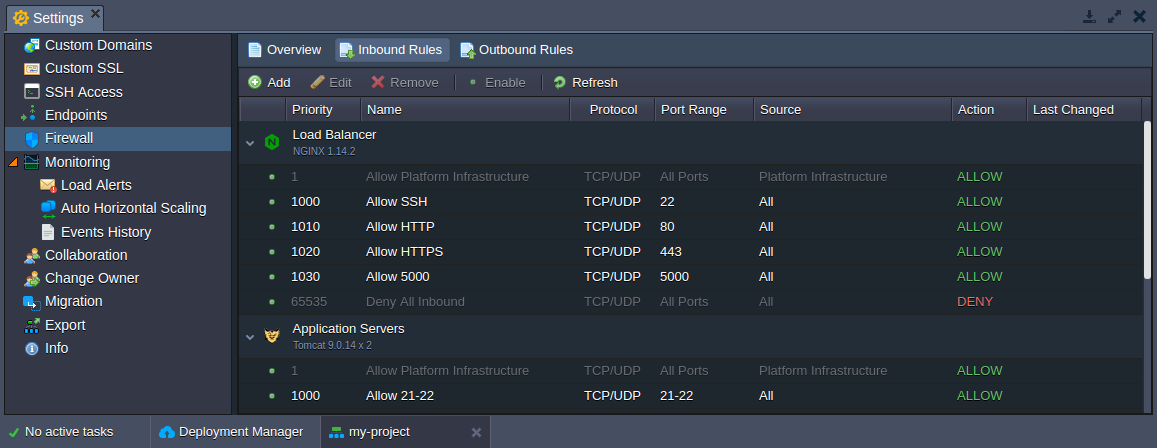 Settings
Custom Domains
Custom SSL
SSH Access
Endpoints
Firewall
Monitoring
Load Alerts
Auto Horizontal Scaling
Events History
Collaboration
Change Owner
Migration
Export
Info
Overview Inbound Rules Outbound Rules
Add Edit Remove Enable Refresh
Priority Name Protocol Port Range Source Action Last Changed
Load Balancer
NGINX 1.14.2
1 Allow Platform Infrastructure TCP/UDP All Ports Platform Infrastructure ALLOW
1000 Allow SSH TCP/UDP 22 All ALLOW
1010 Allow HTTP TCP/UDP 80 All ALLOW
1020 Allow HTTPS TCP/UDP 443 All ALLOW
1030 Allow 5000 TCP/UDP 5000 All ALLOW
65535 Deny All Inbound TCP/UDP All Ports All DENY
Application Servers
Tomcat 9.0.14 x 2
1 Allow Platform Infrastructure TCP/UDP All Ports Platform Infrastructure ALLOW
1000 Allow 21-22 TCP/UDP 21-22 All ALLOW
No active tasks Deployment Manager my-project